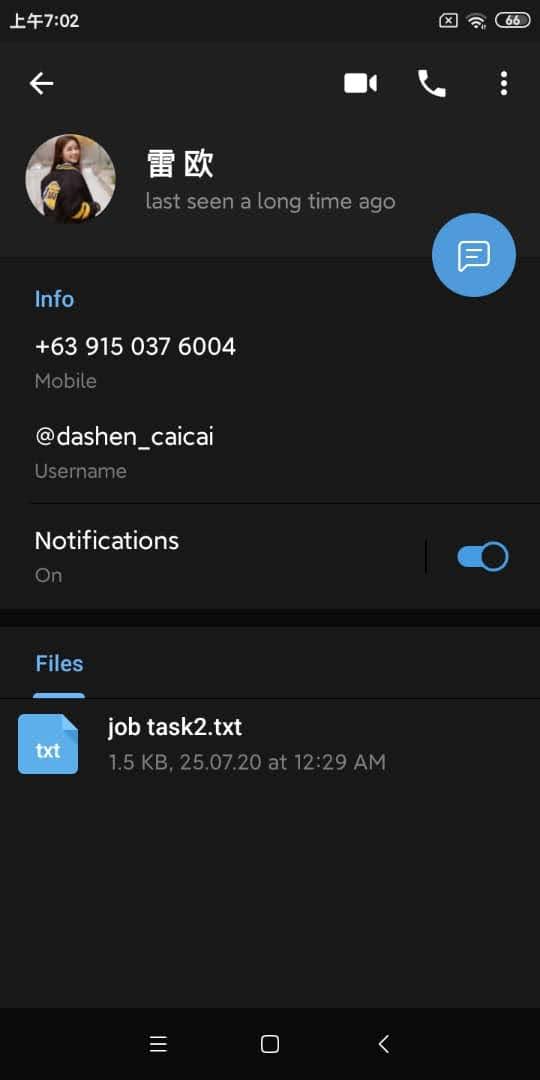 上午7:02
66
雷 欧
last seen a long time ago
Info
+63 915 037 6004
Mobile
@dashen_caicai
Username
Notifications
On
Files
txt
job task2.txt
1.5 KB, 25.07.20 at 12:29 AM